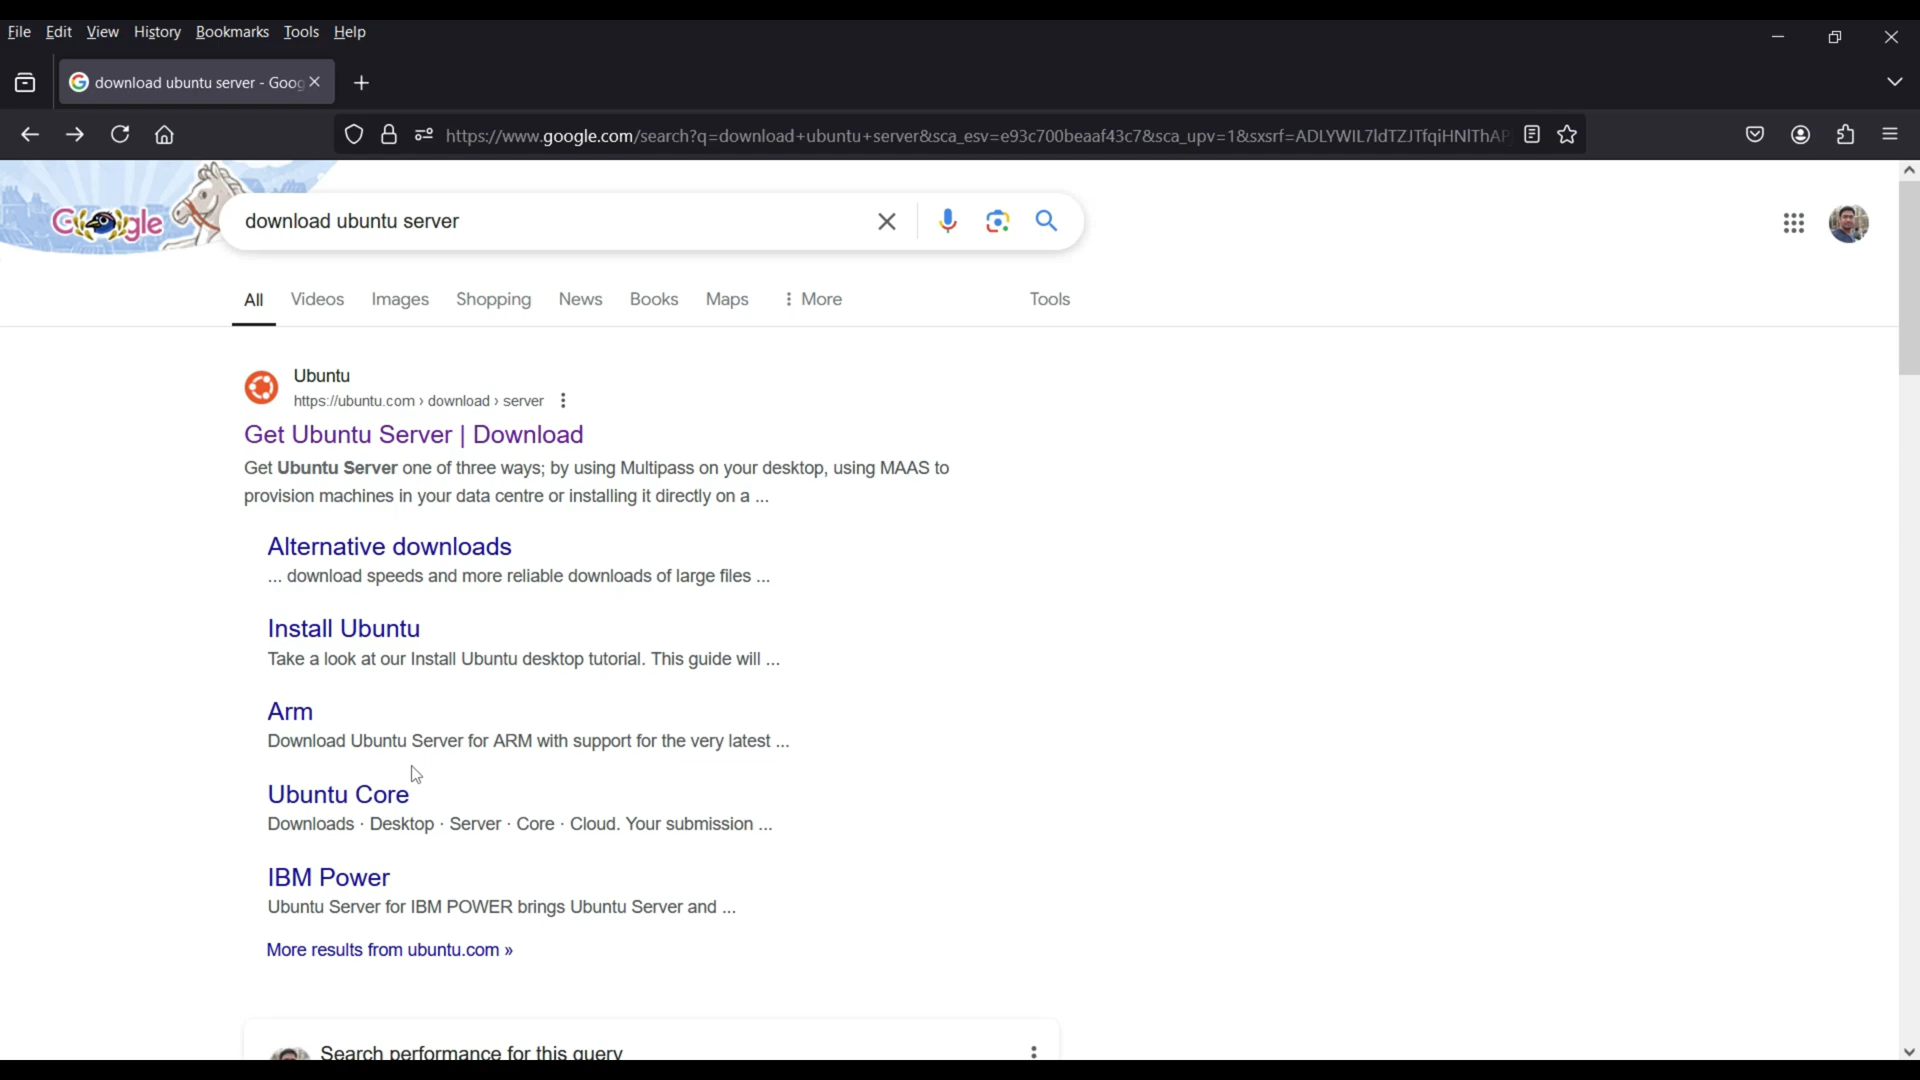 File Edit View History Bookmarks Tools Help
download ubuntu server - Goog
https://www.google.com/search?q=download+ubuntu+server&sca_esv=e93c700beaaf43c7&sca_upv=1&sxsrf=ADLYWIL7ldTZJTfqiHNlThAP
Google
download ubuntu server
All Videos Images Shopping News Books Maps More Tools
Ubuntu
https://ubuntu.com › download › server
Get Ubuntu Server | Download
Get Ubuntu Server one of three ways; by using Multipass on your desktop, using MAAS to
provision machines in your data centre or installing it directly on a ...
Alternative downloads
... download speeds and more reliable downloads of large files ...
Install Ubuntu
Take a look at our Install Ubuntu desktop tutorial. This guide will ...
Arm
Download Ubuntu Server for ARM with support for the very latest ...
Ubuntu Core
Downloads · Desktop · Server · Core · Cloud. Your submission ...
IBM Power
Ubuntu Server for IBM POWER brings Ubuntu Server and ...
More results from ubuntu.com »
Search performance for this query